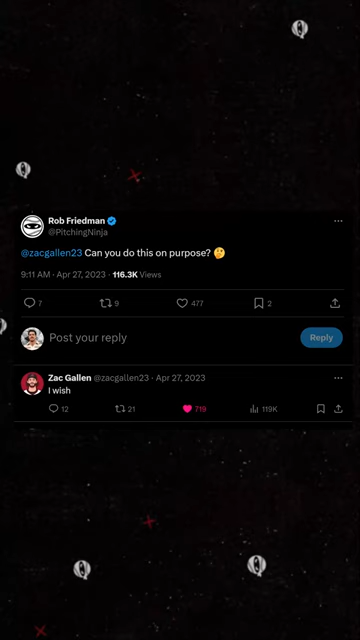 Rob Friedman
@PitchingNinja
@zacgallen23 Can you do this on purpose? 🤔
9:11 AM · Apr 27, 2023 · 116.3K Views
7 9 477 2
Post your reply Reply
Zac Gallen @zacgallen23 · Apr 27, 2023
I wish
12 21 719 119K